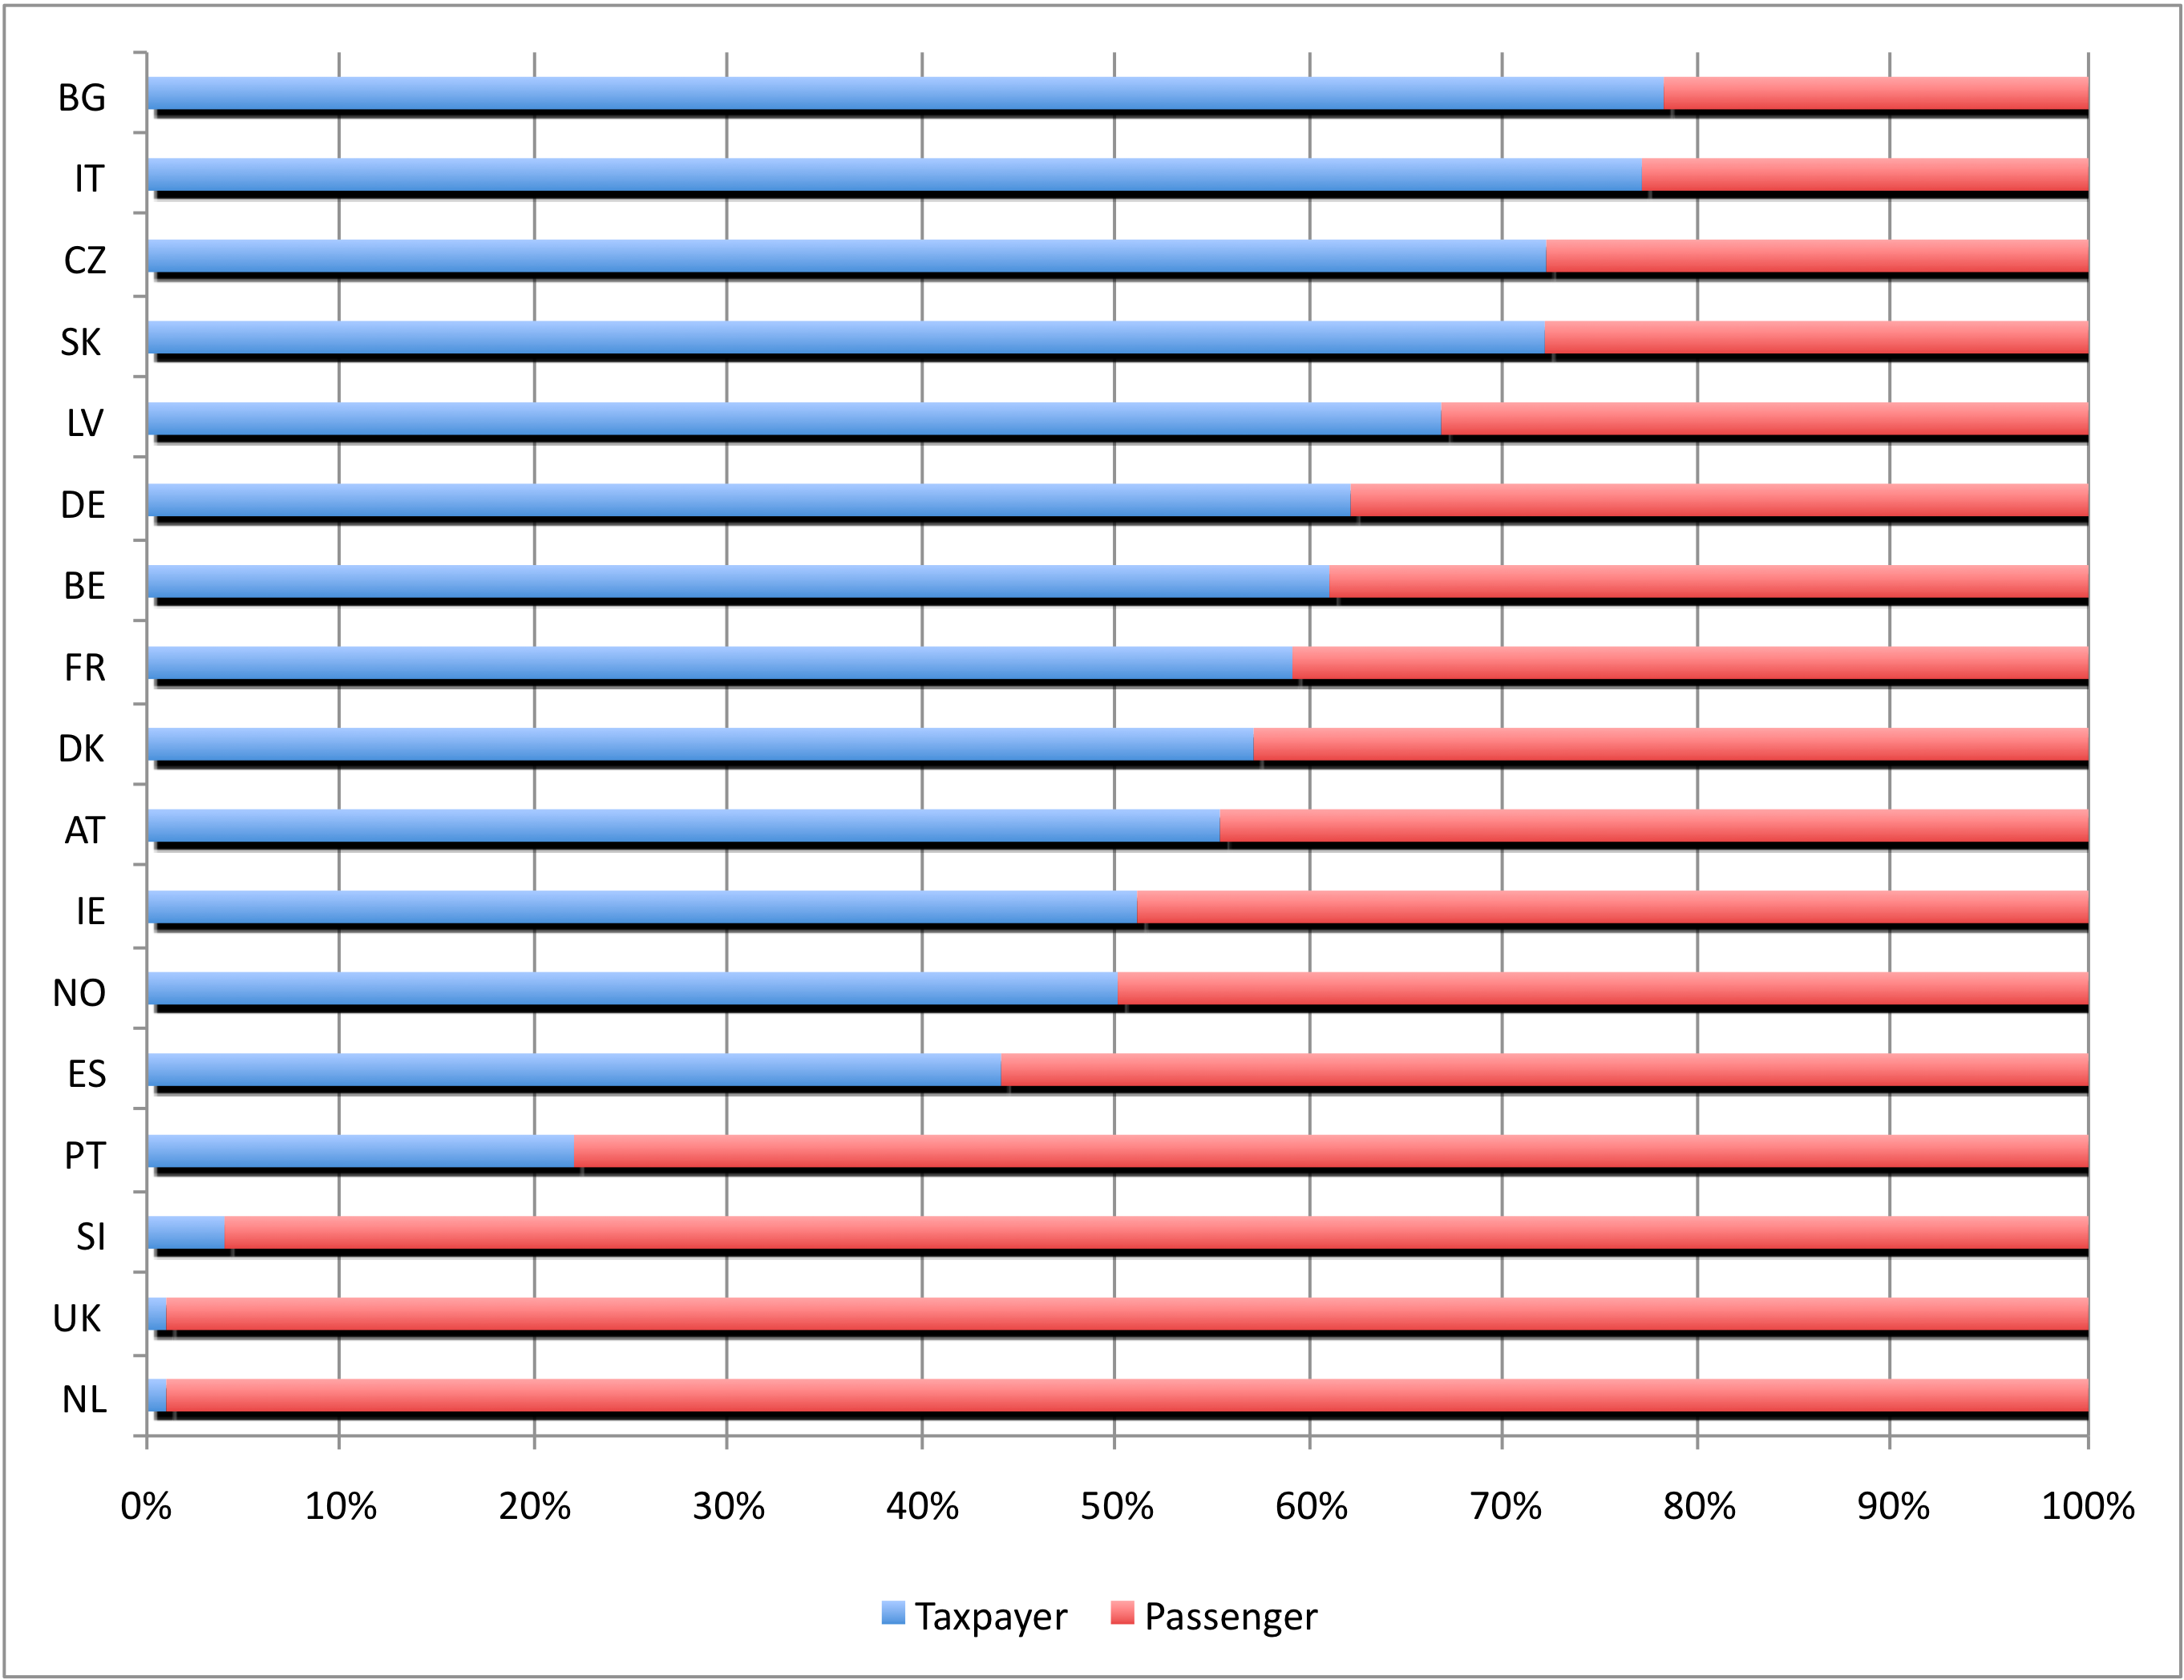 BG
IT
CZ
SK
LV
DE
BE
FR
DK
AT
IE
NO
ES
PT
SI
UK
NL
0% 10% 20% 30% 40% 50% 60% 70% 80% 90% 100%
Taxpayer Passenger